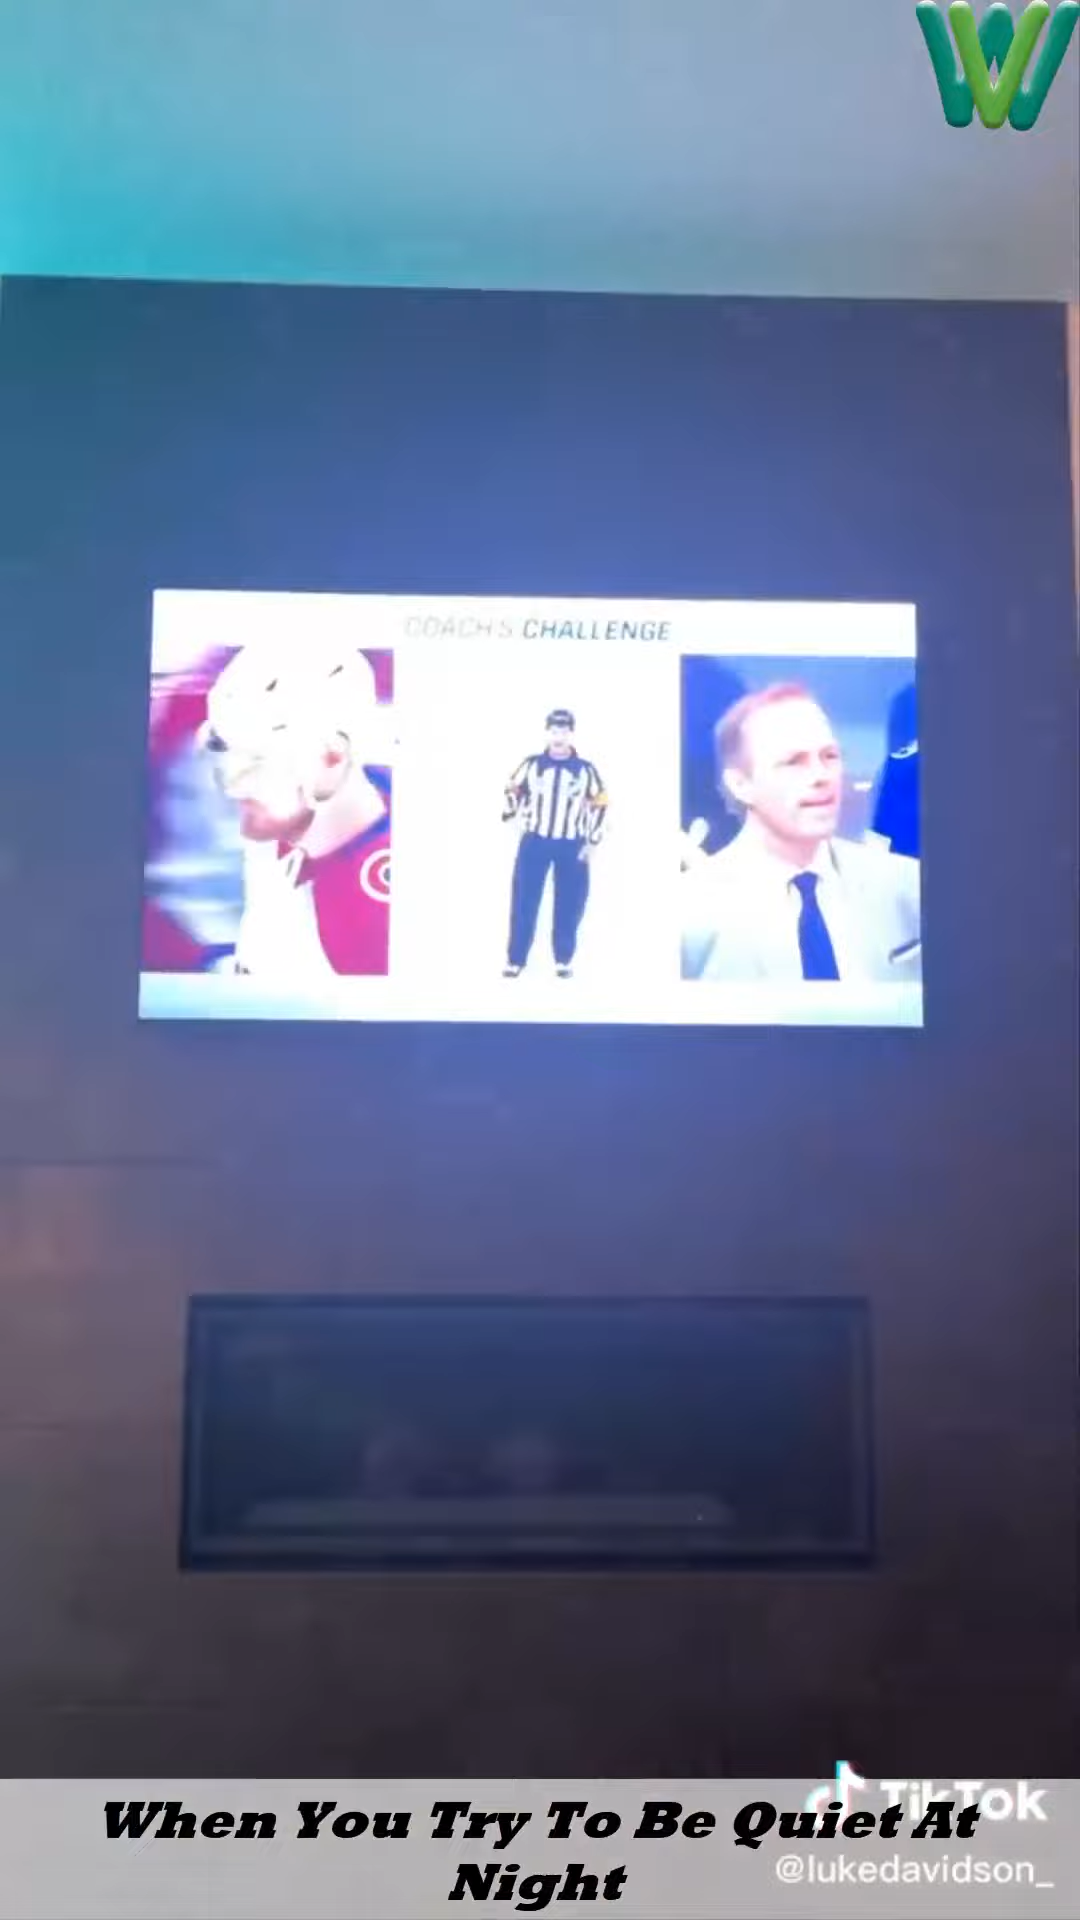 W
COACH'S CHALLENGE
TikTok
When You Try To Be Quiet At
Night
@lukedavidson_